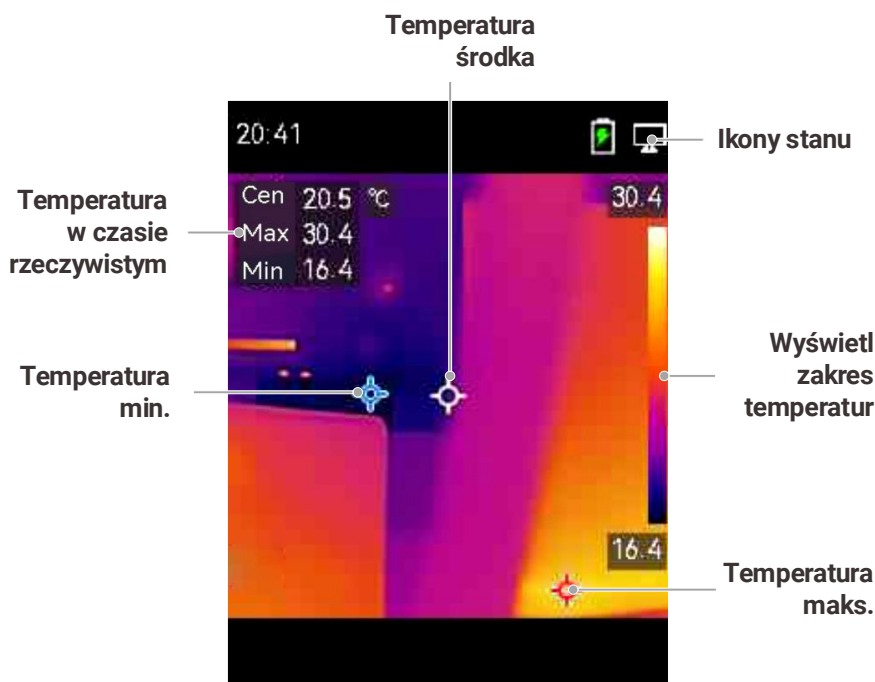 Temperatura
środka
20:41
Ikony stanu
Temperatura
w czasie
rzeczywistym
Cen 20.5 °C
Max 30.4
Min 16.4
30.4
Wyświetl
zakres
temperatur
Temperatura
min.
16.4
Temperatura
maks.